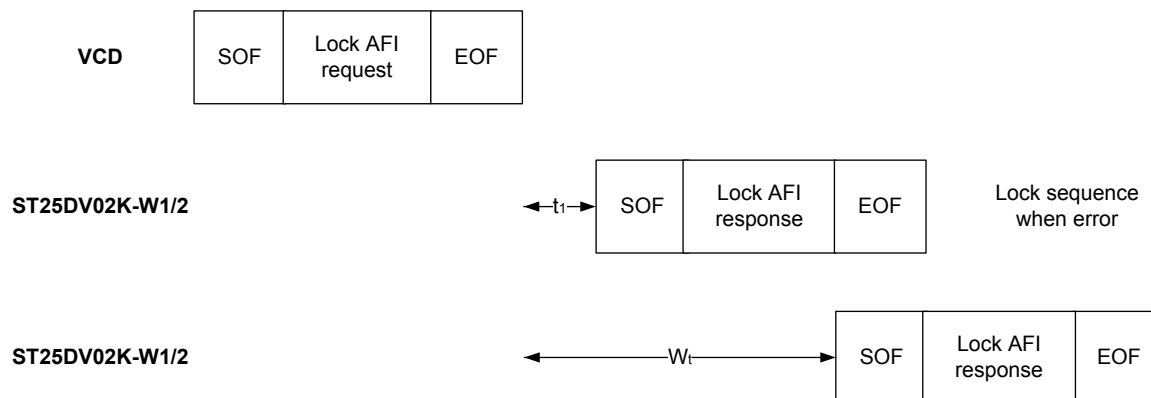 VCD
SOF
Lock AFI
request
EOF
ST25DV02K-W1/2
t1
SOF
Lock AFI
response
EOF
Lock sequence
when error
ST25DV02K-W1/2
Wt
SOF
Lock AFI
response
EOF